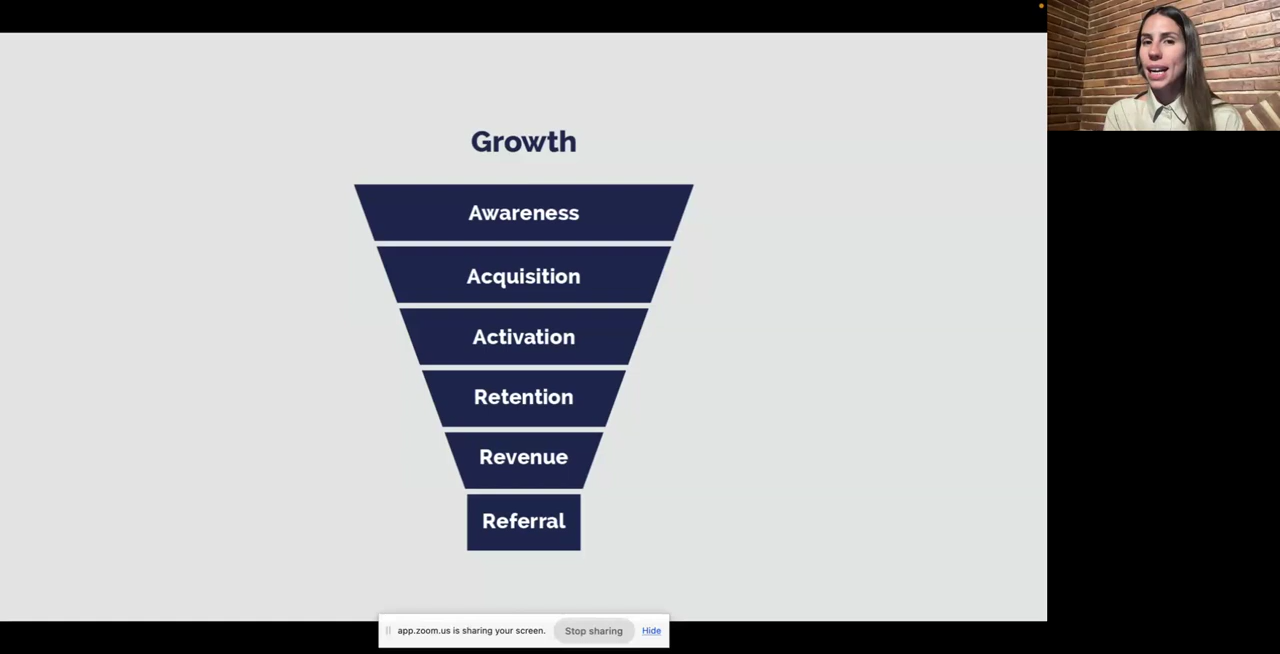 Growth
Awareness
Acquisition
Activation
Retention
Revenue
Referral
app.zoom.us is sharing your screen. Stop sharing Hide